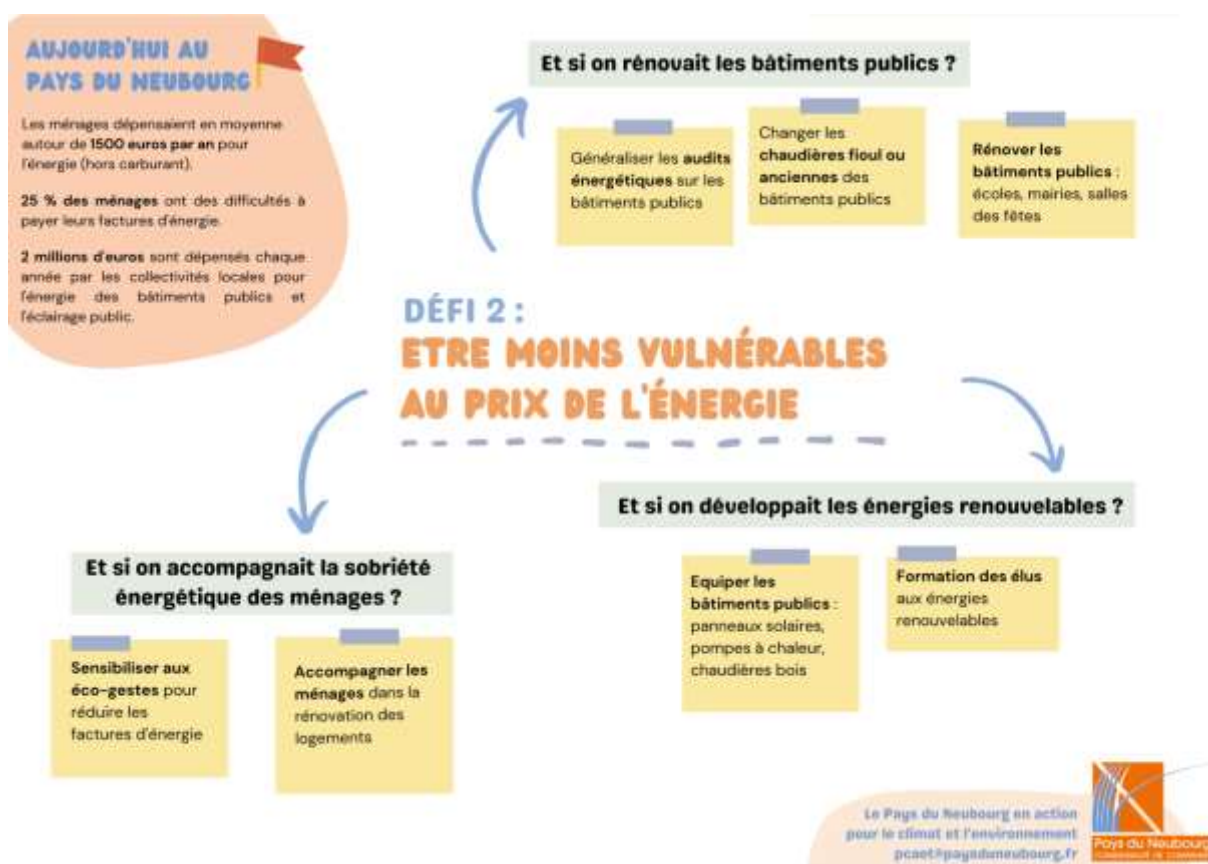 AUJOURD'HUI AU
PAYS DU NEUBOURG
Les ménages dépensaient en moyenne
autour de 1500 euros par an pour
l'énergie (hors carburant).
25 % des ménages ont des difficultés à
payer leurs factures d'énergie.
2 millions d'euros sont dépensés chaque
année par les collectivités locales pour
l'énergie des bâtiments publics et
l'éclairage public.
Et si on rénovait les bâtiments publics ?
Généraliser les audits
énergétiques sur les
bâtiments publics
Changer les
chaudières fioul ou
anciennes des
bâtiments publics
Rénover les
bâtiments publics :
écoles, mairies, salles
des fêtes
DÉFI 2 :
ETRE MOINS VULNÉRABLES
AU PRIX DE L'ÉNERGIE
Et si on accompagnait la sobriété
énergétique des ménages ?
Sensibiliser aux
éco-gestes pour
réduire les
factures d'énergie
Accompagner les
ménages dans la
rénovation des
logements
Et si on développait les énergies renouvelables ?
Equiper les
bâtiments publics :
panneaux solaires,
pompes à chaleur,
chaudières bois
Formation des élus
aux énergies
renouvelables
Le Pays du Neubourg en action
pour le climat et l'environnement
pcaet@paysduneubourg.fr
Pays du Neubourg